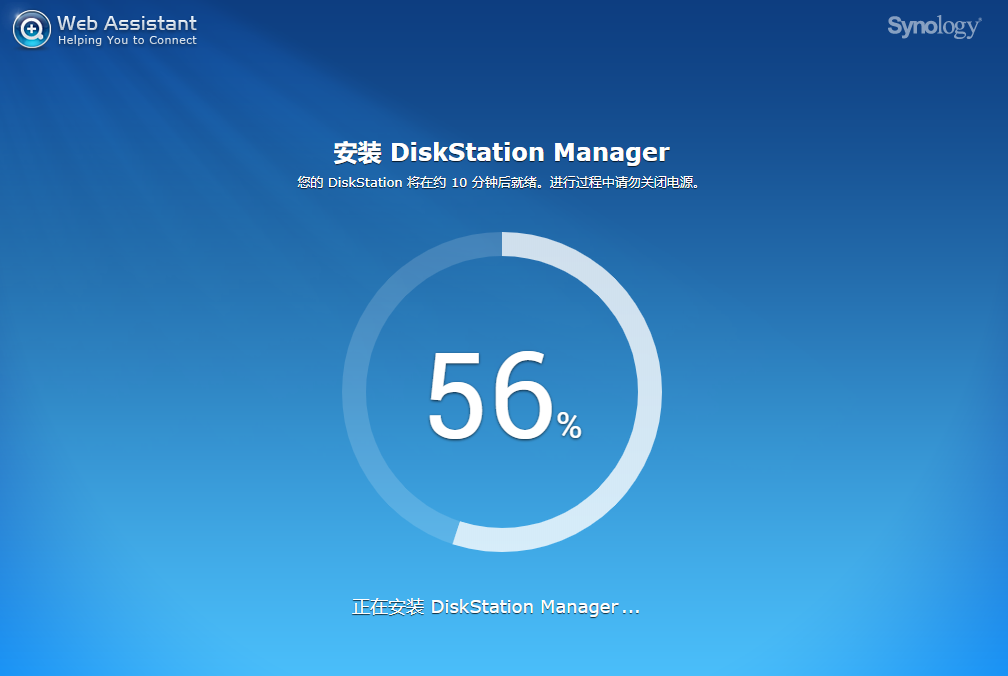 Web Assistant
Helping You to Connect
Synology
安装 DiskStation Manager
您的 DiskStation 将在约 10 分钟后就绪。进行过程中请勿关闭电源。
56%
正在安装 DiskStation Manager...